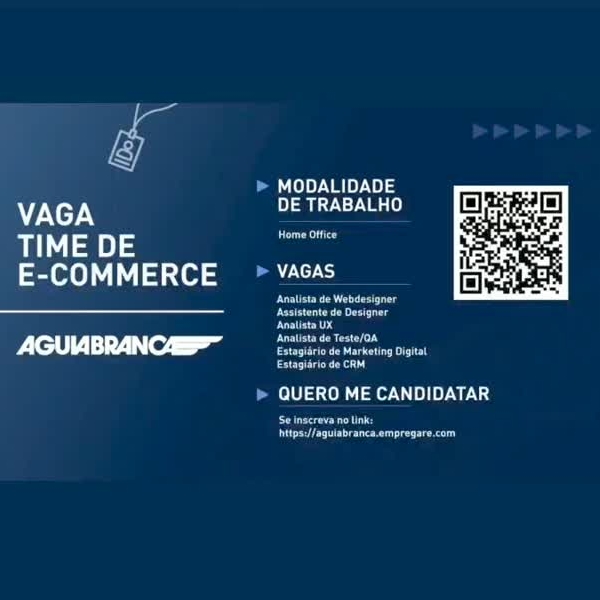 VAGA
TIME DE
E-COMMERCE
AGUIABRANCA
MODALIDADE
DE TRABALHO
Home Office
VAGAS
Analista de Webdesigner
Assistente de Designer
Analista UX
Analista de Teste/QA
Estagiário de Marketing Digital
Estagiário de CRM
QUERO ME CANDIDATAR
Se inscreva no link:
https://aguiabranca.empregare.com